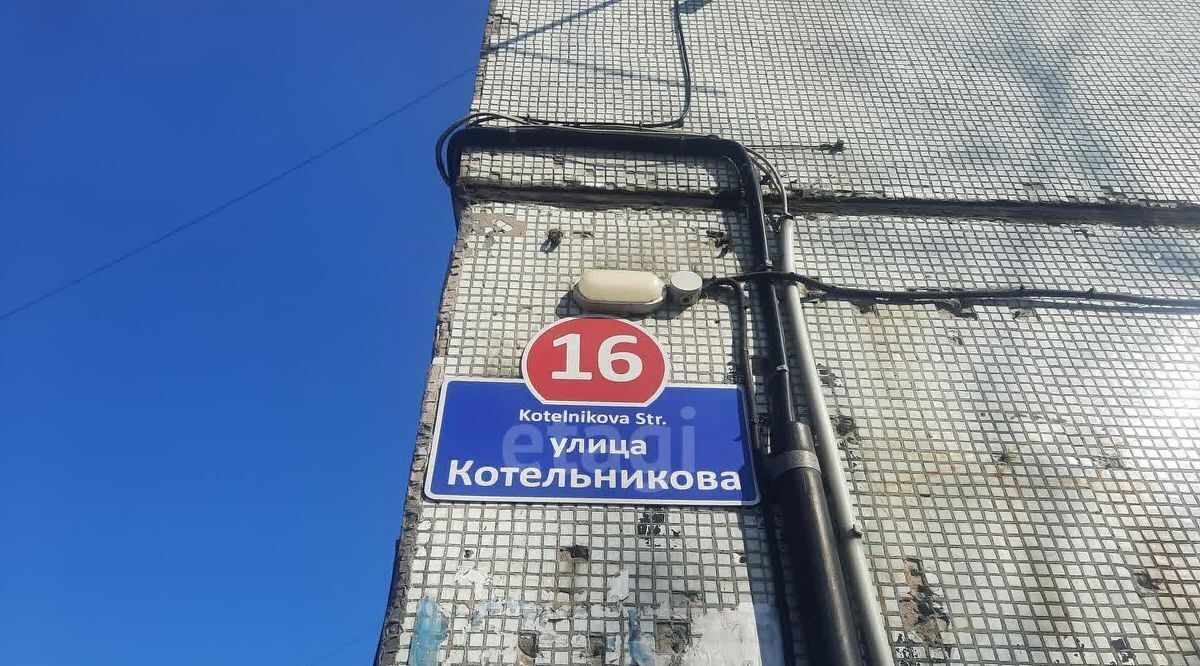 16
Kotelnikova Str.
улица
Котельникова
etagi